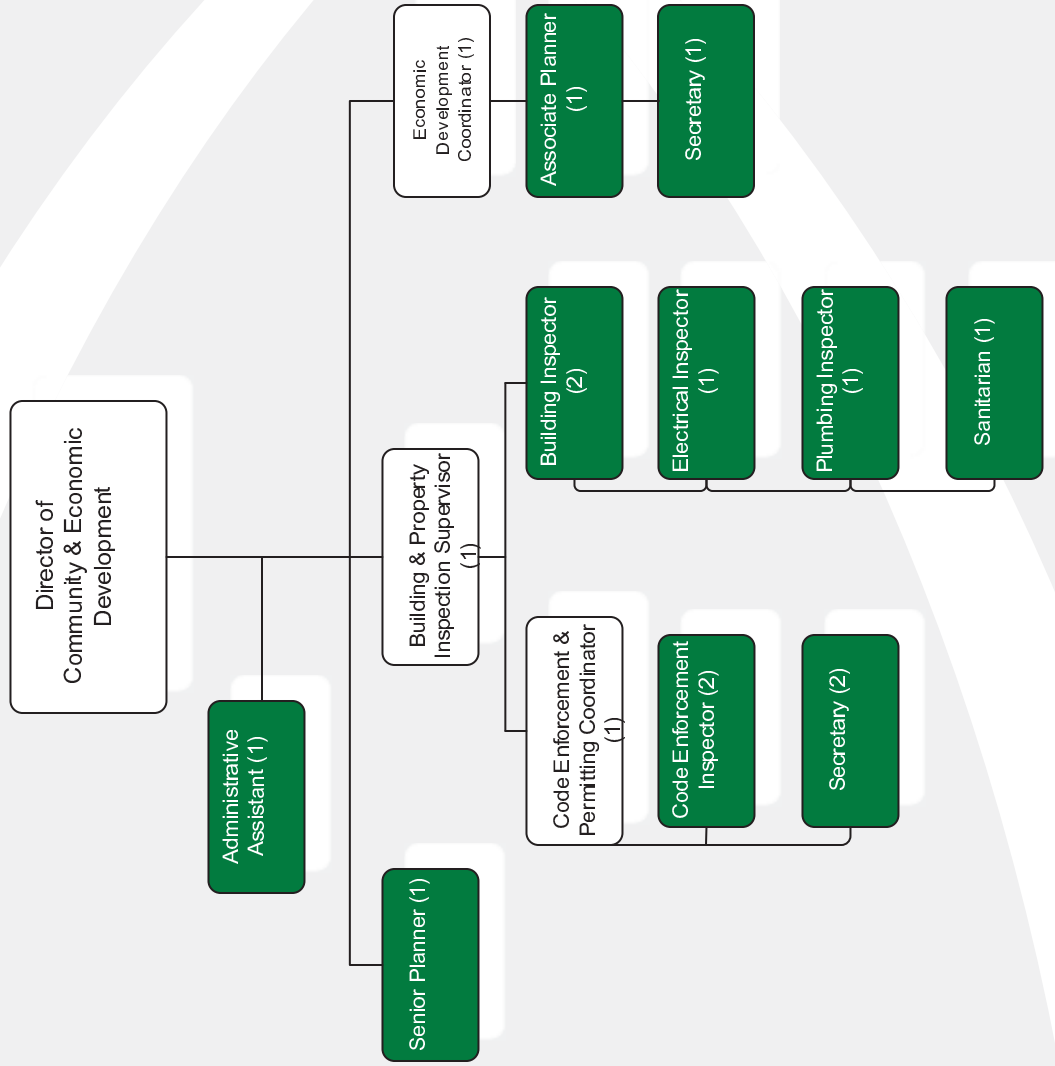 Director of
Community & Economic
Development
Administrative
Assistant (1)
Senior Planner (1)
Building & Property
Inspection Supervisor
(1)
Economic
Development
Coordinator (1)
Code Enforcement &
Permitting Coordinator
(1)
Code Enforcement
Inspector (2)
Secretary (2)
Building Inspector
(2)
Electrical Inspector
(1)
Plumbing Inspector
(1)
Sanitarian (1)
Associate Planner
(1)
Secretary (1)